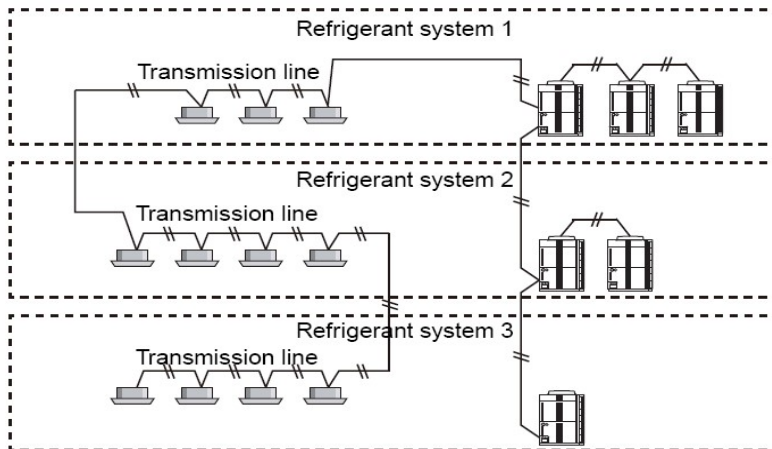 Refrigerant system 1
Transmission line
Refrigerant system 2
Transmission line
Refrigerant system 3
Transmission line